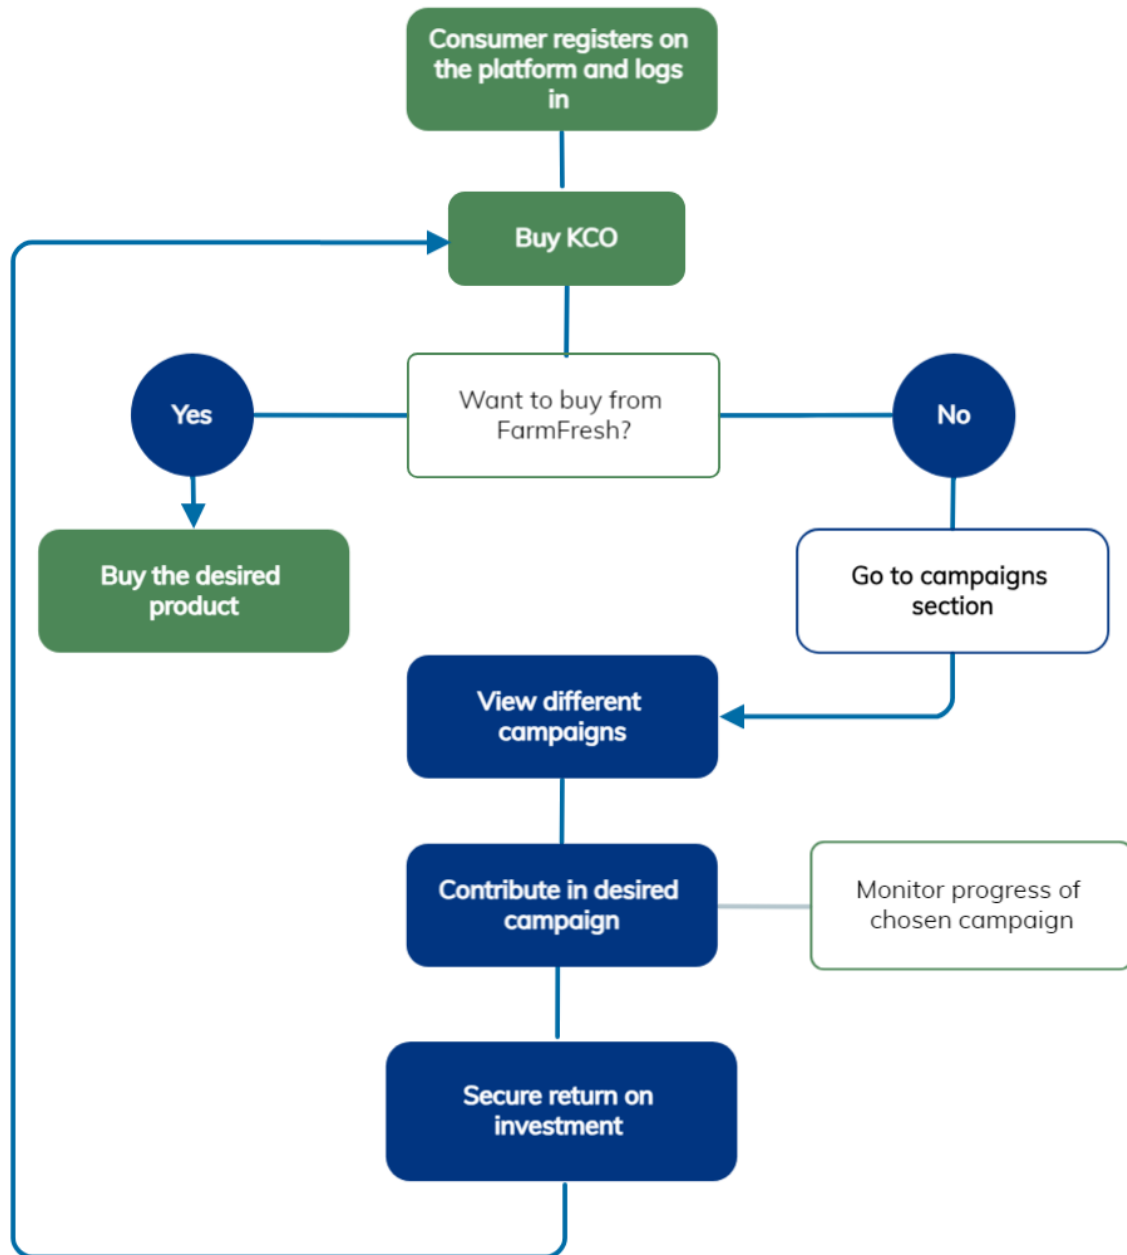 Consumer registers on
the platform and logs
in
Buy KCO
Want to buy from
FarmFresh?
Yes
No
Buy the desired
product
Go to campaigns
section
View different
campaigns
Contribute in desired
campaign
Monitor progress of
chosen campaign
Secure return on
investment